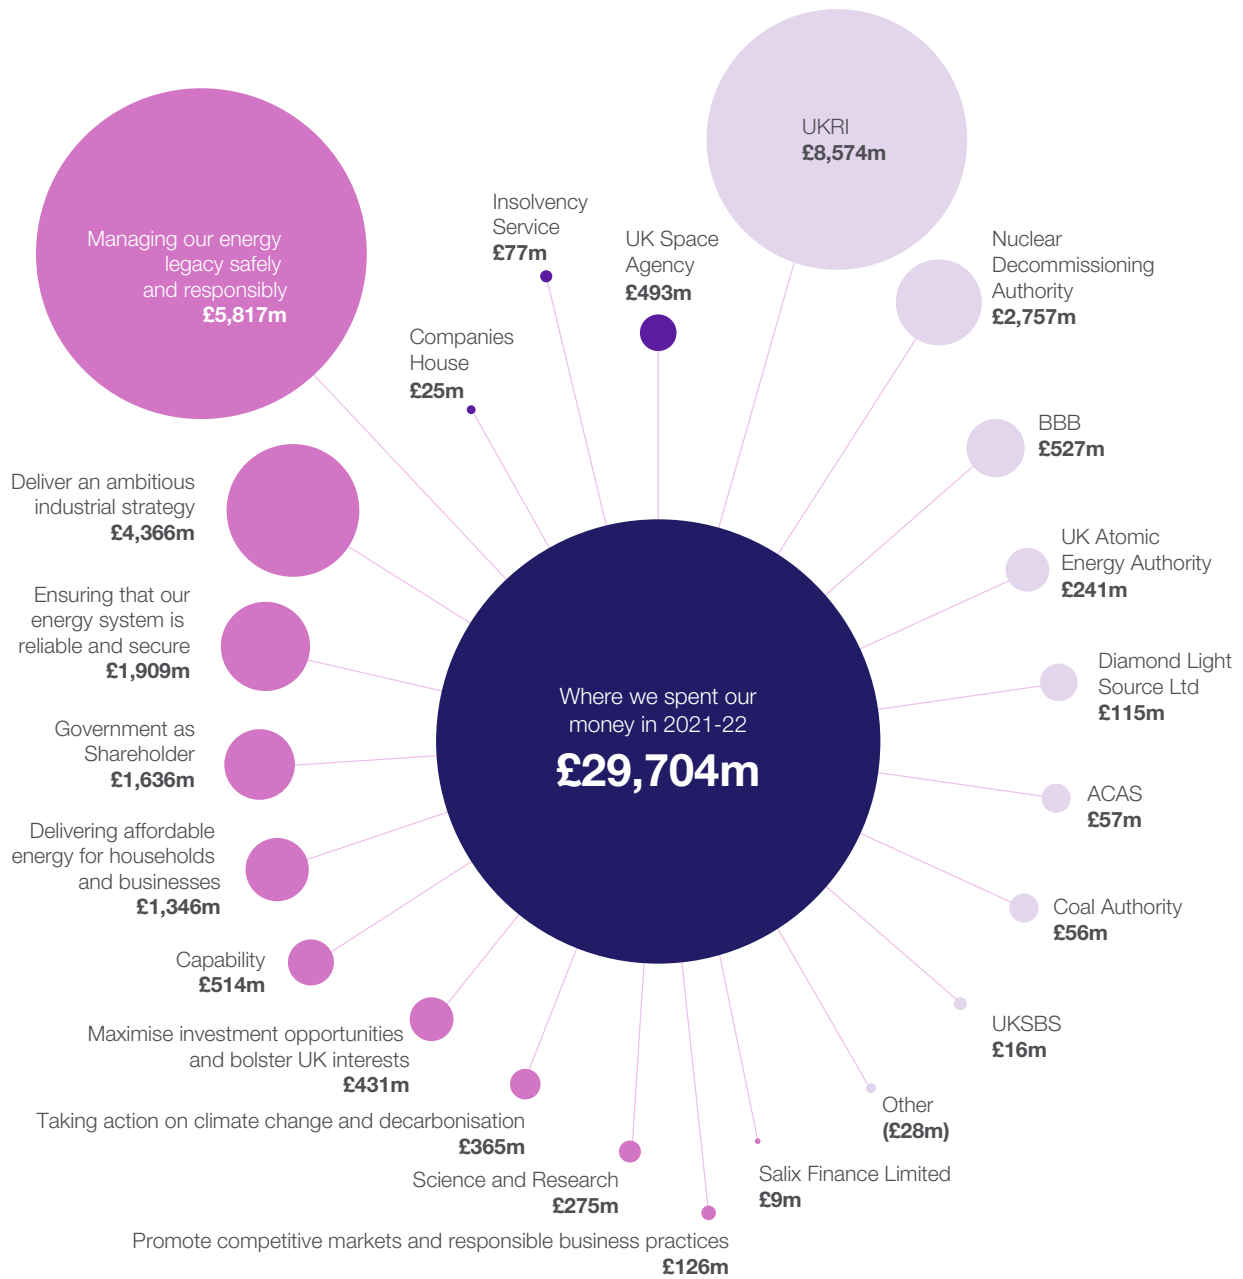 UKRI
£8,574m
Managing our energy
legacy safely
and responsibly
£5,817m
Insolvency
Service
£77m
UK Space
Agency
£493m
Nuclear
Decommissioning
Authority
£2,757m
Companies
House
£25m
BBB
£527m
Deliver an ambitious
industrial strategy
£4,366m
UK Atomic
Energy Authority
£241m
Ensuring that our
energy system is
reliable and secure
£1,909m
Diamond Light
Source Ltd
£115m
Where we spent our
money in 2021-22
£29,704m
Government as
Shareholder
£1,636m
ACAS
£57m
Delivering affordable
energy for households
and businesses
£1,346m
Coal Authority
£56m
Capability
£514m
UKSBS
£16m
Maximise investment opportunities
and bolster UK interests
£431m
Other
(£28m)
Taking action on climate change and decarbonisation
£365m
Salix Finance Limited
£9m
Science and Research
£275m
Promote competitive markets and responsible business practices
£126m